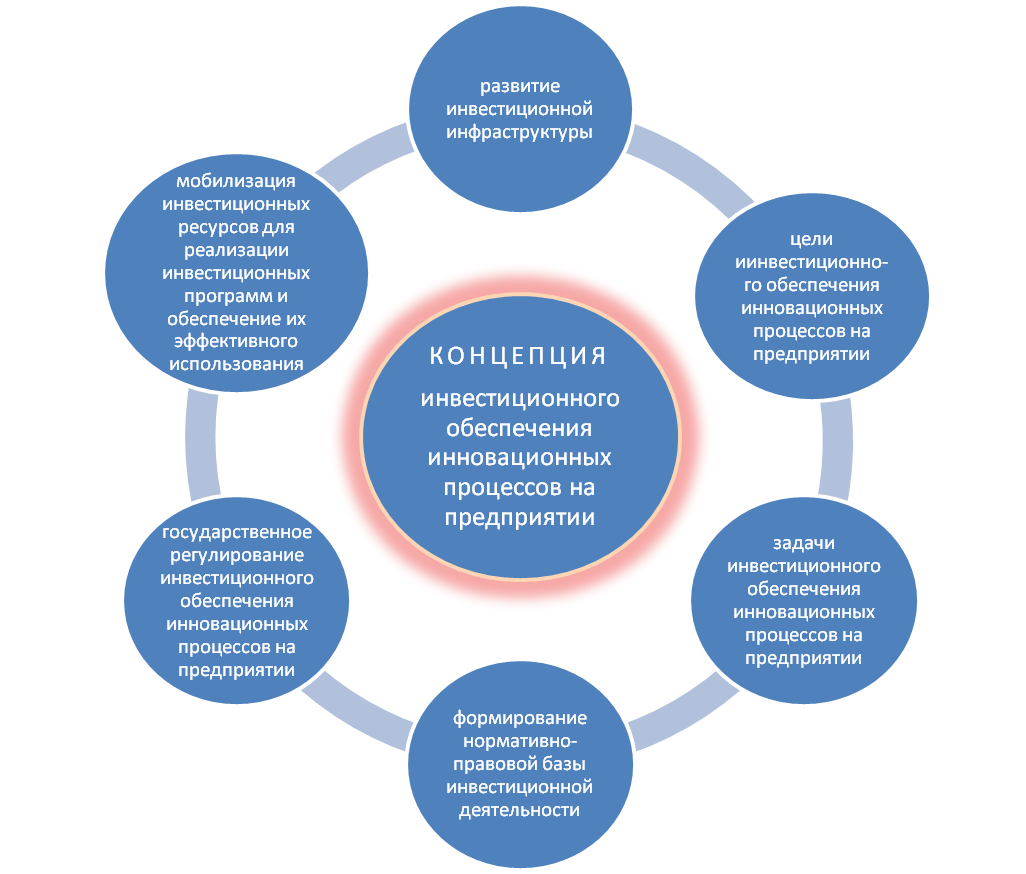 развитие
инвестиционной
инфраструктуры
цели
иинвестиционно-
го обеспечения
инновационных
процессов на
предприятии
задачи
инвестиционного
обеспечения
инновационных
процессов на
предприятии
формирование
нормативно-
правовой базы
инвестиционной
деятельности
государственное
регулирование
инвестиционного
обеспечения
инновационных
процессов на
предприятии
мобилизация
инвестиционных
ресурсов для
реализации
инвестиционных
программ и
обеспечение их
эффективного
использования
КОНЦЕПЦИЯ
инвестиционного
обеспечения
инновационных
процессов на
предприятии